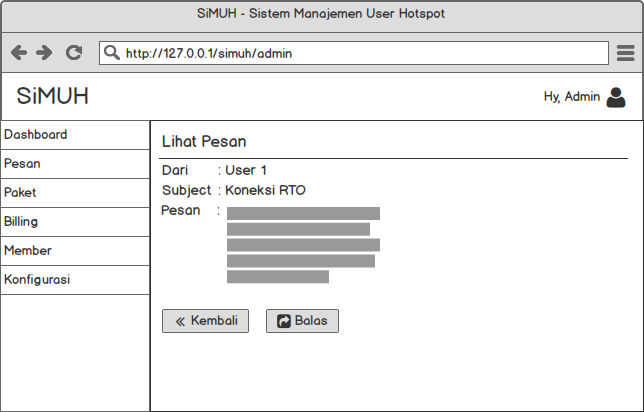 SiMUH - Sistem Manajemen User Hotspot
http://127.0.0.1/simuh/admin
SiMUH
Hy, Admin
Dashboard
Pesan
Paket
Billing
Member
Konfigurasi
Lihat Pesan
Dari : User 1
Subject : Koneksi RTO
Pesan :
Kembali
Balas